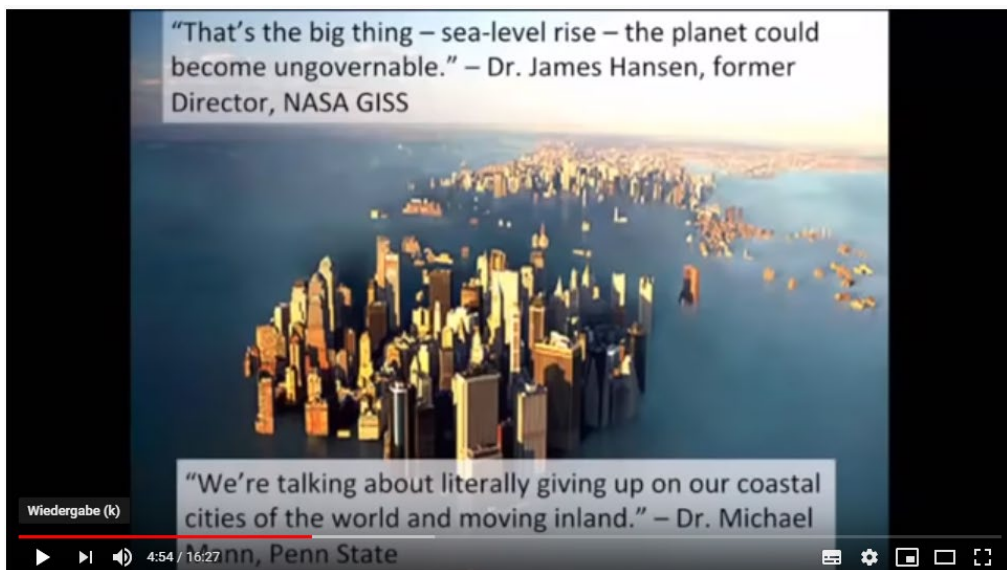 “That’s the big thing – sea-level rise – the planet could
become ungovernable.” – Dr. James Hansen, former
Director, NASA GISS
“We’re talking about literally giving up on our coastal
cities of the world and moving inland.” – Dr. Michael
Mann, Penn State
Wiedergabe (k)
4:54 / 16:27